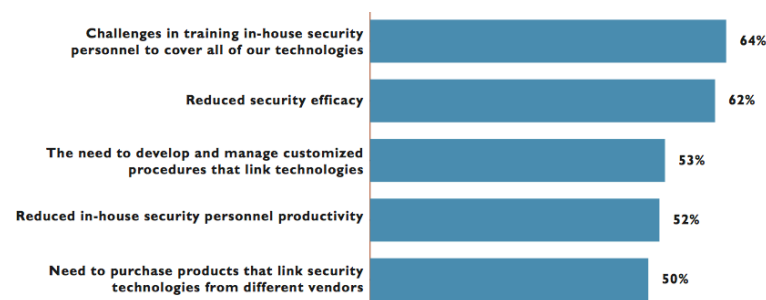 Challenges in training in-house security
personnel to cover all of our technologies
64%
Reduced security efficacy
62%
The need to develop and manage customized
procedures that link technologies
53%
Reduced in-house security personnel productivity
52%
Need to purchase products that link security
technologies from different vendors
50%